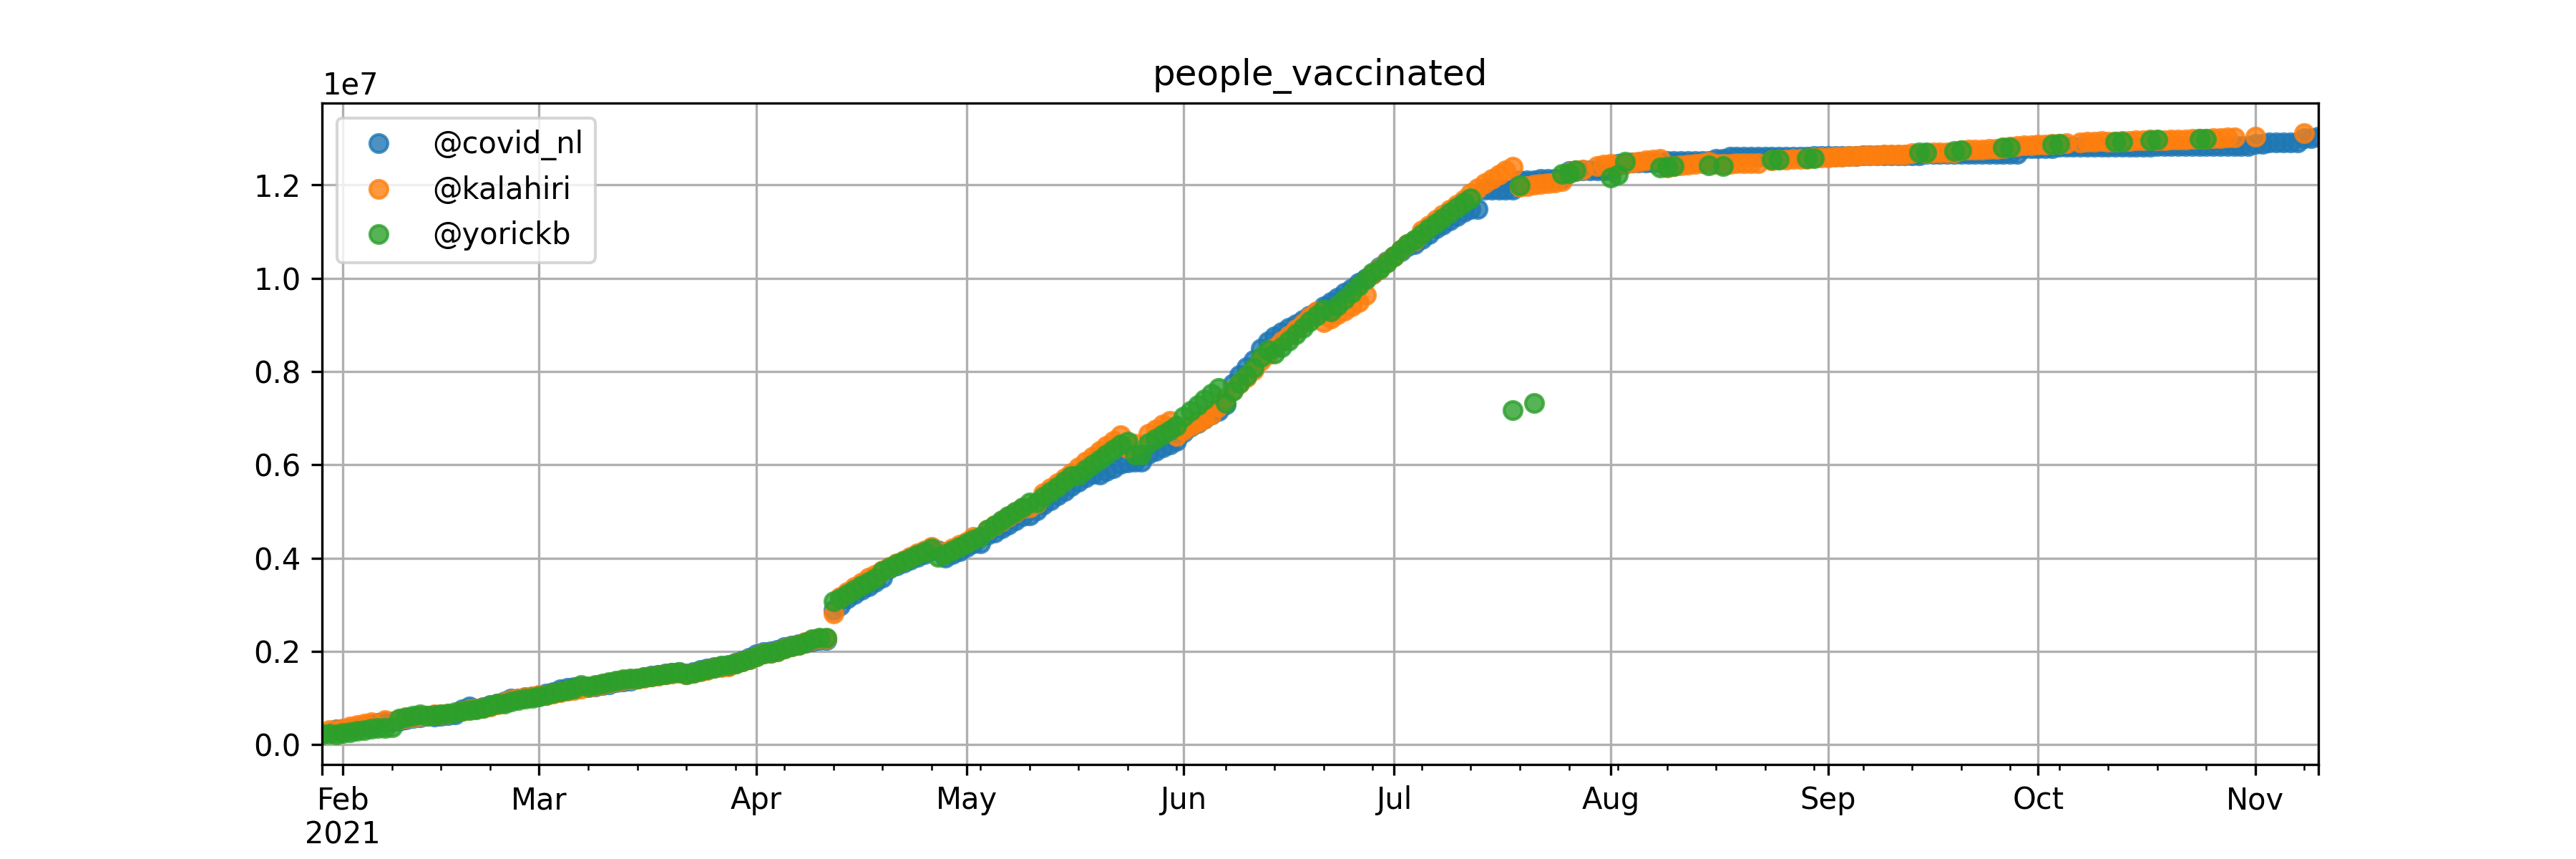 people_vaccinated
1e7
@covid_nl
@kalahiri
@yorickb
1.2
1.0
0.8
0.6
0.4
0.2
0.0
Feb Mar Apr May Jun Jul Aug Sep Oct Nov
2021